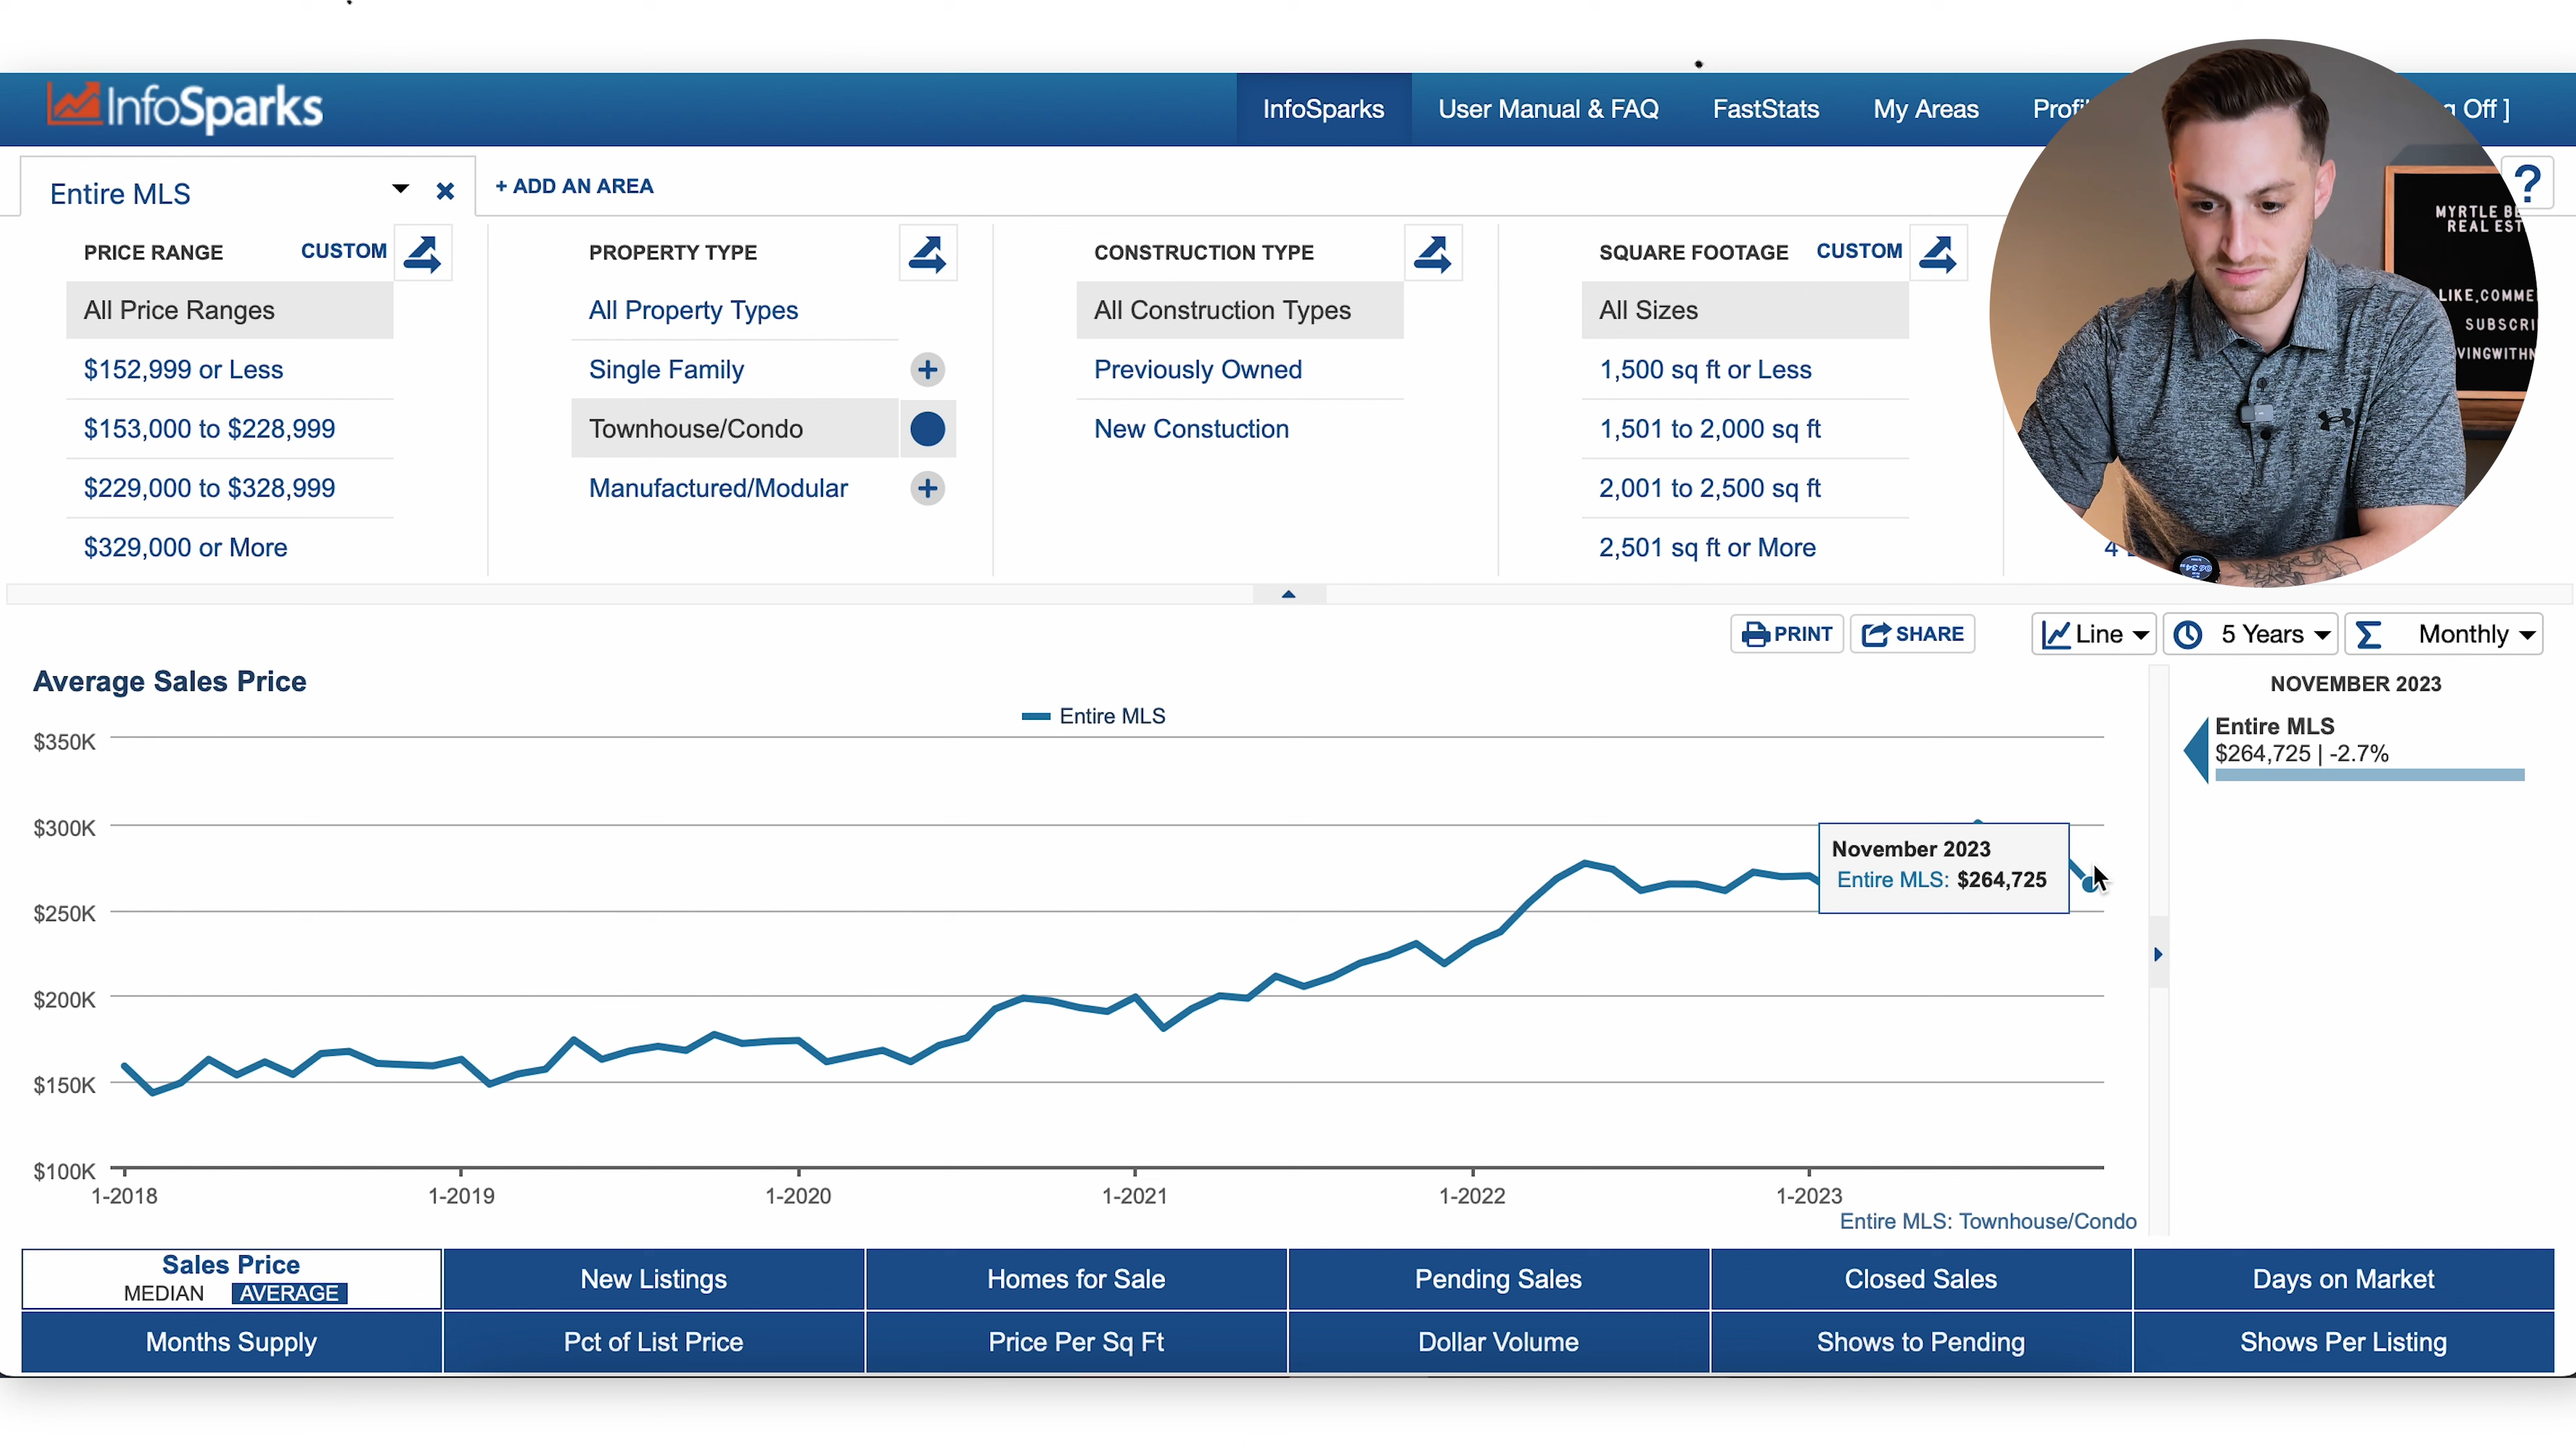 InfoSparks
InfoSparks User Manual & FAQ FastStats My Areas
Off ]
Entire MLS + ADD AN AREA ?
PRICE RANGE CUSTOM
All Price Ranges
$152,999 or Less
$153,000 to $228,999
$229,000 to $328,999
$329,000 or More
PROPERTY TYPE
All Property Types
Single Family
Townhouse/Condo
Manufactured/Modular
CONSTRUCTION TYPE
All Construction Types
Previously Owned
New Constuction
SQUARE FOOTAGE CUSTOM
All Sizes
1,500 sq ft or Less
1,501 to 2,000 sq ft
2,001 to 2,500 sq ft
2,501 sq ft or More
4
MYRTLE
REAL
LIKE,
PRINT SHARE Line 5 Years Monthly
Average Sales Price
Entire MLS
$350K
$300K
$250K
$200K
$150K
$100K
November 2023
Entire MLS: $264,725
1-2018 1-2019 1-2020 1-2021 1-2022 1-2023
Entire MLS: Townhouse/Condo
NOVEMBER 2023
Entire MLS
$264,725 | -2.7%
Sales Price
MEDIAN AVERAGE
New Listings Homes for Sale Pending Sales Closed Sales Days on Market
Months Supply Pct of List Price Price Per Sq Ft Dollar Volume Shows to Pending Shows Per Listing